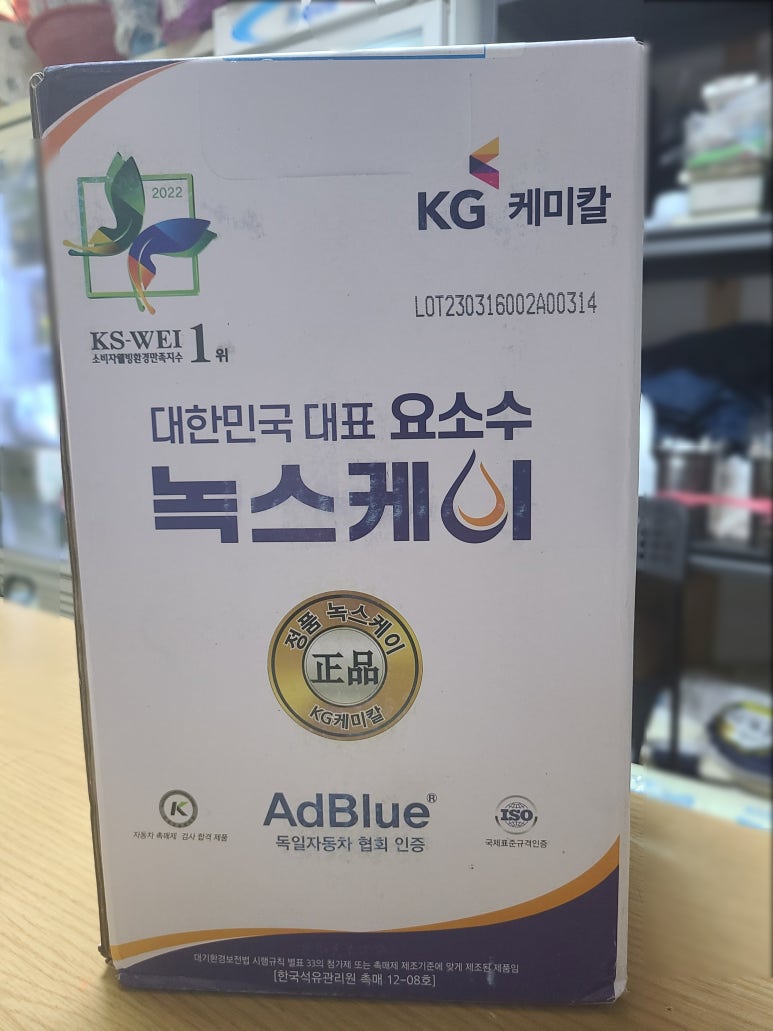 2022
KS-WEI 1위
소비자웰빙환경만족지수
KG 케미칼
LOT230316002A00314
대한민국 대표 요소수
녹스케이
정품 녹스케이
正品
KG케미칼
K
자동차 촉매제 검사 합격 제품
AdBlue®
독일자동차 협회 인증
ISO
국제표준규격인증
대기환경보전법 시행규칙 별표 33의 첨가제 또는 촉매제 제조기준에 맞게 제조된 제품임
[한국석유관리원 촉매 12-08호]